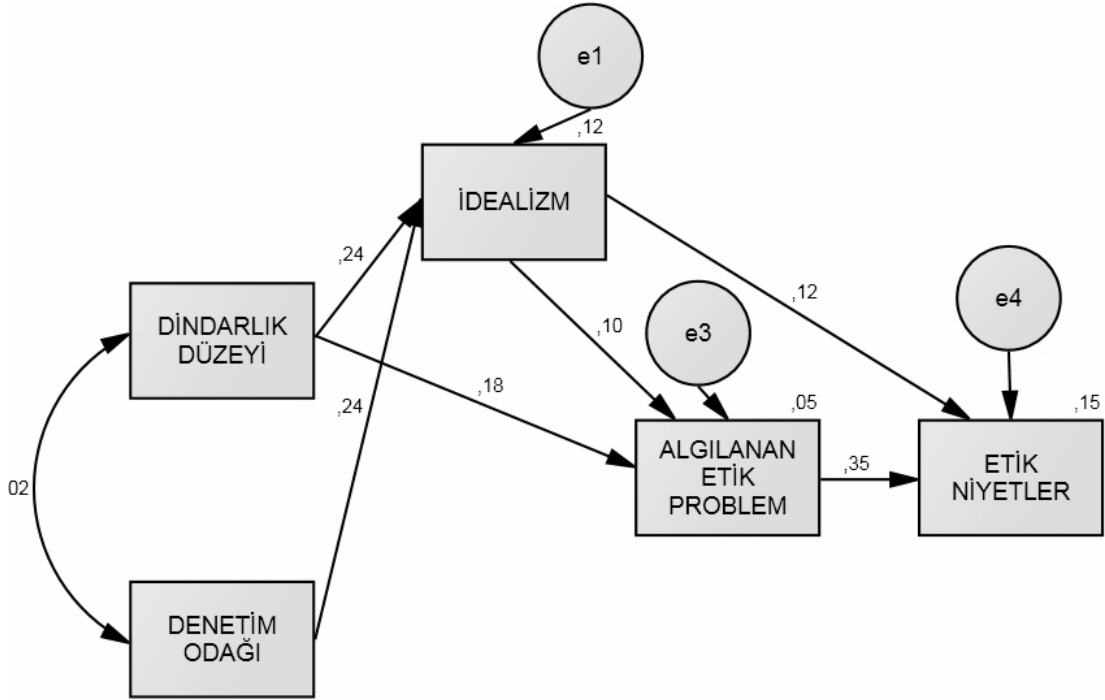 e1
,12
İDEALİZM
,24
DİNDARLIK
DÜZEYİ
,12
e4
,10
e3
,18
,24
,05
,15
ALGILANAN
ETİK
PROBLEM
,35
ETİK
NİYETLER
02
DENETİM
ODAĞI